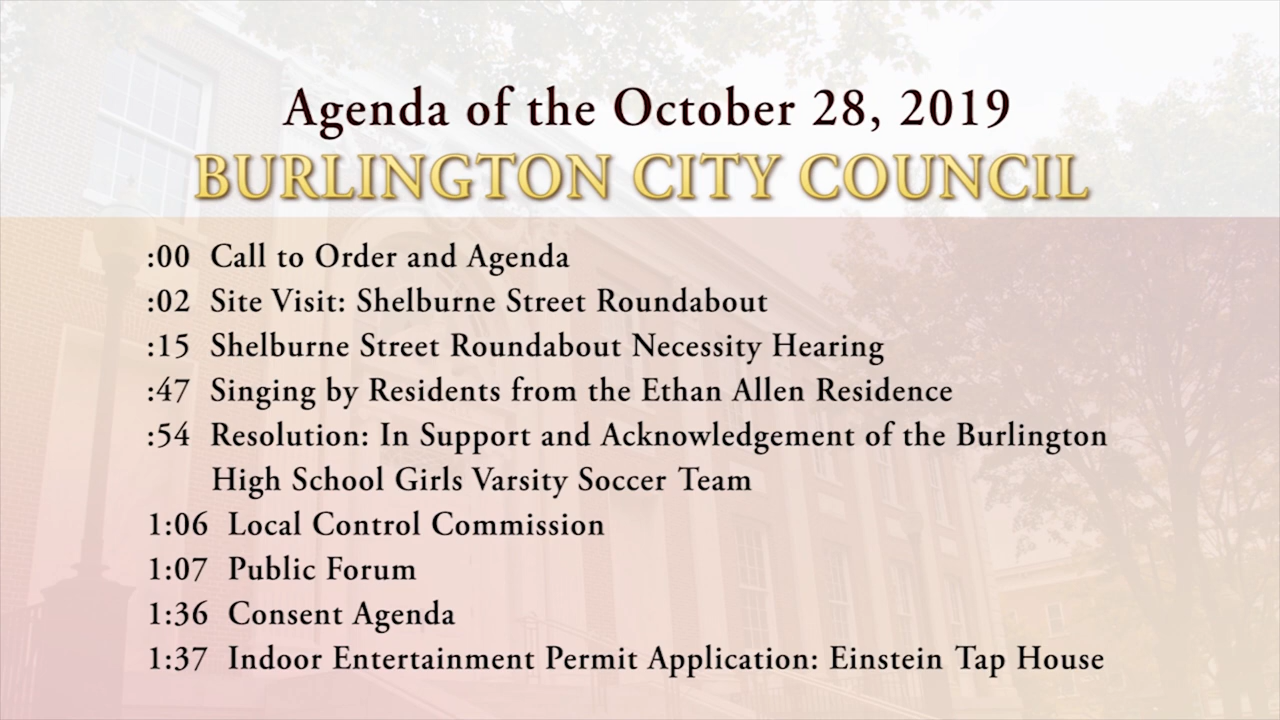 Agenda of the October 28, 2019
BURLINGTON CITY COUNCIL
:00 Call to Order and Agenda
:02 Site Visit: Shelburne Street Roundabout
:15 Shelburne Street Roundabout Necessity Hearing
:47 Singing by Residents from the Ethan Allen Residence
:54 Resolution: In Support and Acknowledgement of the Burlington
High School Girls Varsity Soccer Team
1:06 Local Control Commission
1:07 Public Forum
1:36 Consent Agenda
1:37 Indoor Entertainment Permit Application: Einstein Tap House